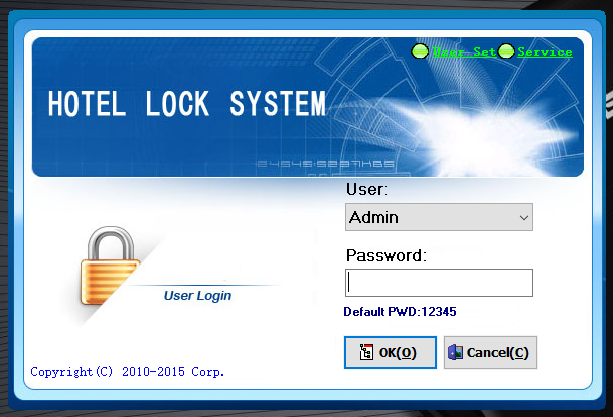 User Set Service
HOTEL LOCK SYSTEM
User:
Admin
Password:
Default PWD:12345
User Login
OK(O) Cancel(C)
Copyright(C) 2010-2015 Corp.